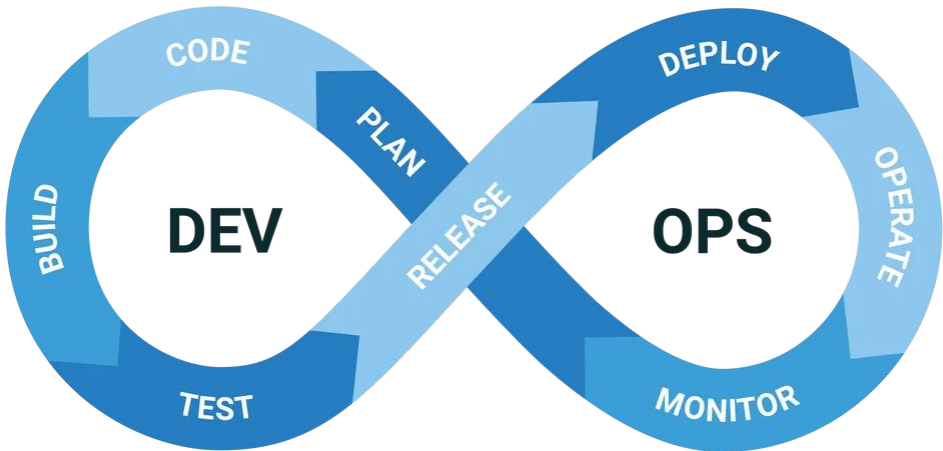 CODE
DEPLOY
PLAN
OPERATE
BUILD
DEV
RELEASE
OPS
TEST
MONITOR